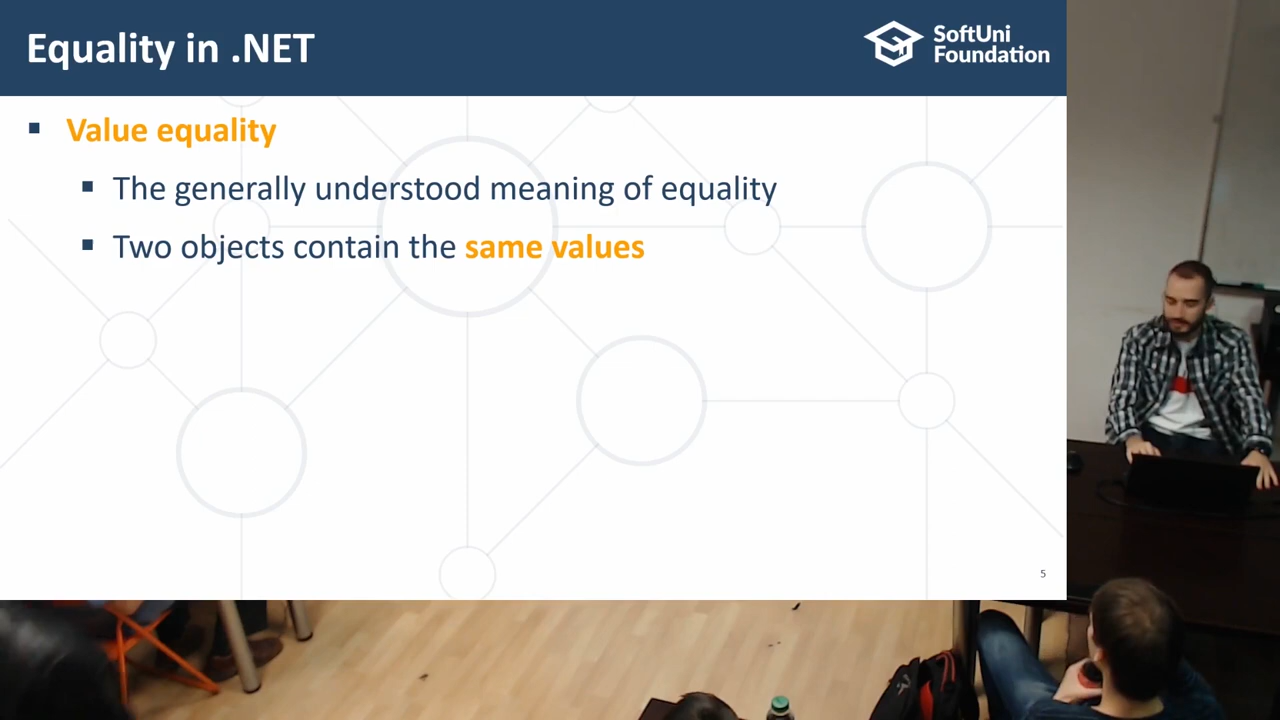 Equality in .NET
SoftUni
Foundation
Value equality
The generally understood meaning of equality
Two objects contain the same values
5